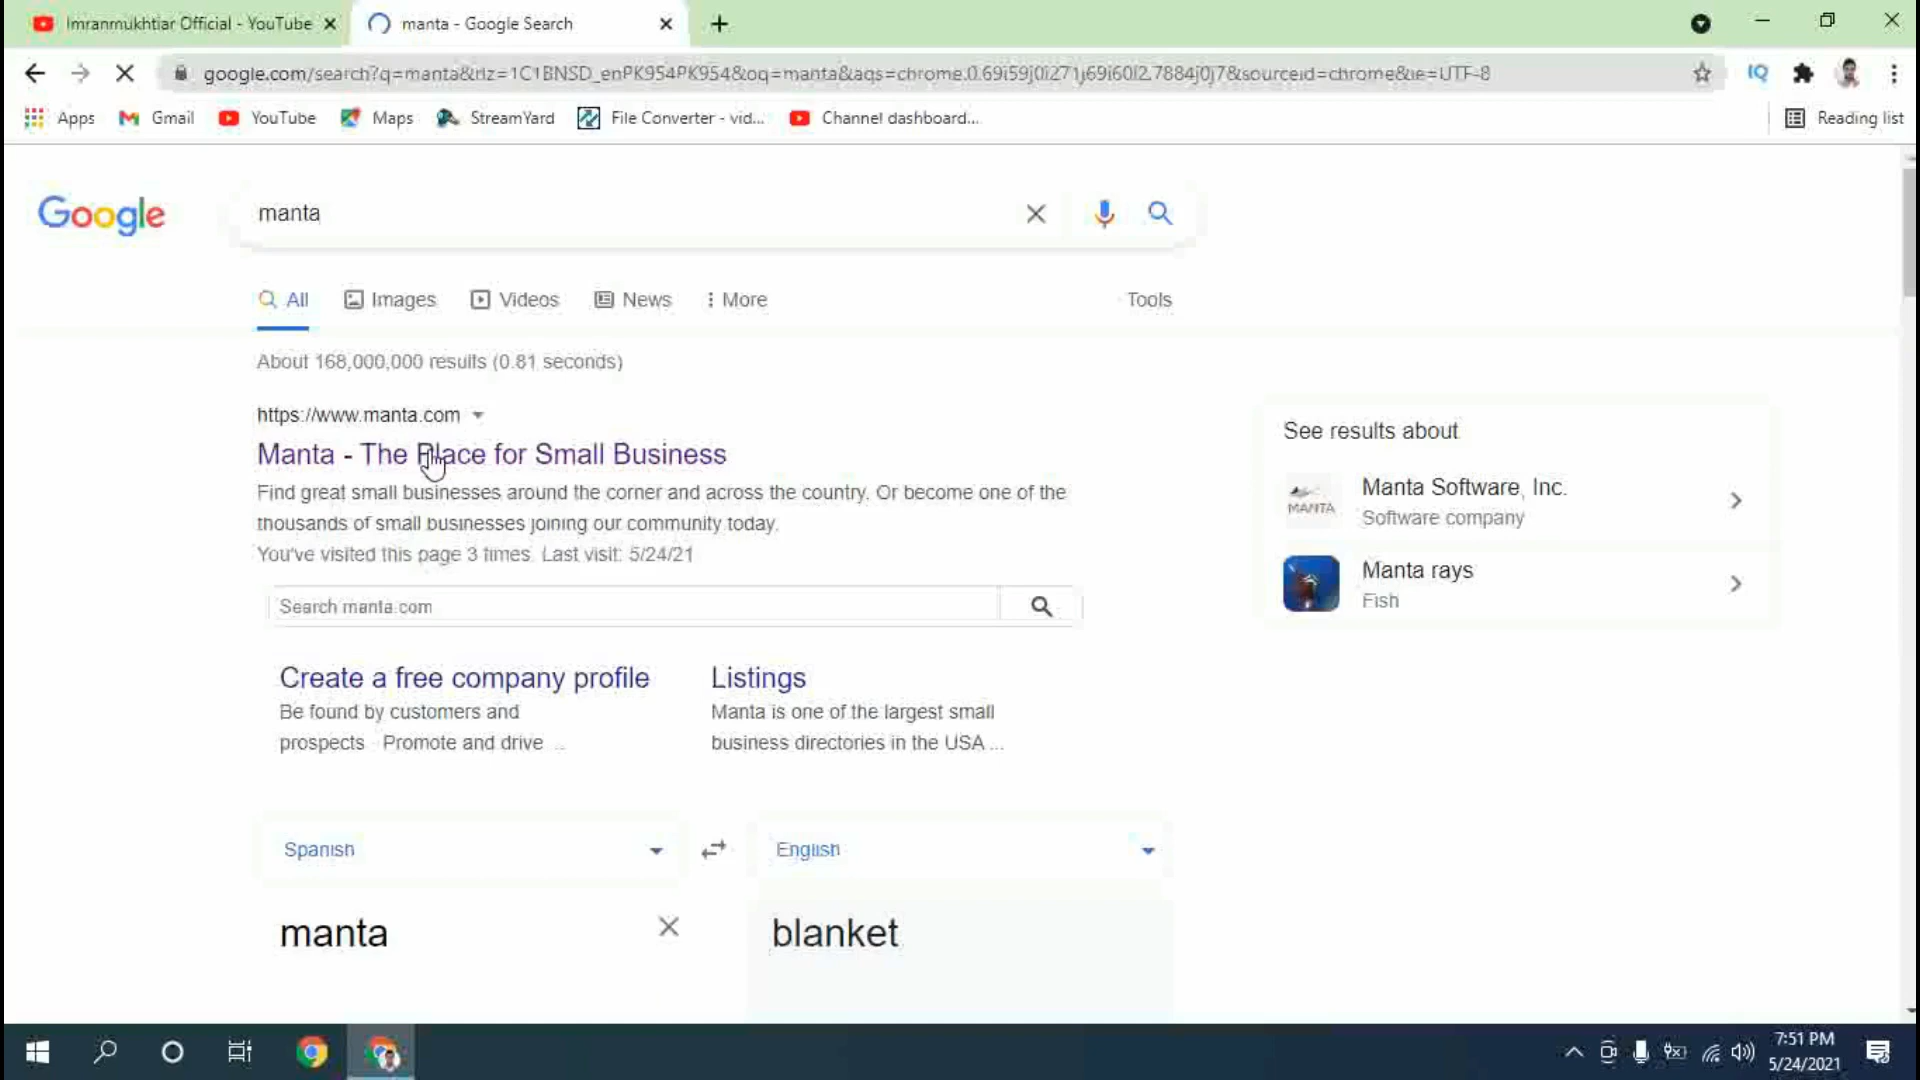 Imranmukhtiar Official - YouTube
manta - Google Search
google.com/search?q=manta&rlz=1C1BNSD_enPK954PK954&oq=manta&aqs=chrome.0.69i59j0i271j69i60l2.7884j0j7&sourceid=chrome&ie=UTF-8
IQ
Apps
Gmail
YouTube
Maps
StreamYard
File Converter - vid...
Channel dashboard...
Reading list
Google
manta
All
Images
Videos
News
More
Tools
About 168,000,000 results (0.81 seconds)
https://www.manta.com
Manta - The Place for Small Business
Find great small businesses around the corner and across the country. Or become one of the
thousands of small businesses joining our community today.
You've visited this page 3 times. Last visit: 5/24/21
Search manta.com
Create a free company profile
Be found by customers and
prospects · Promote and drive ...
Listings
Manta is one of the largest small
business directories in the USA ...
See results about
MANTA
Manta Software, Inc.
Software company
Manta rays
Fish
Spanish
English
manta
blanket
7:51 PM
5/24/2021